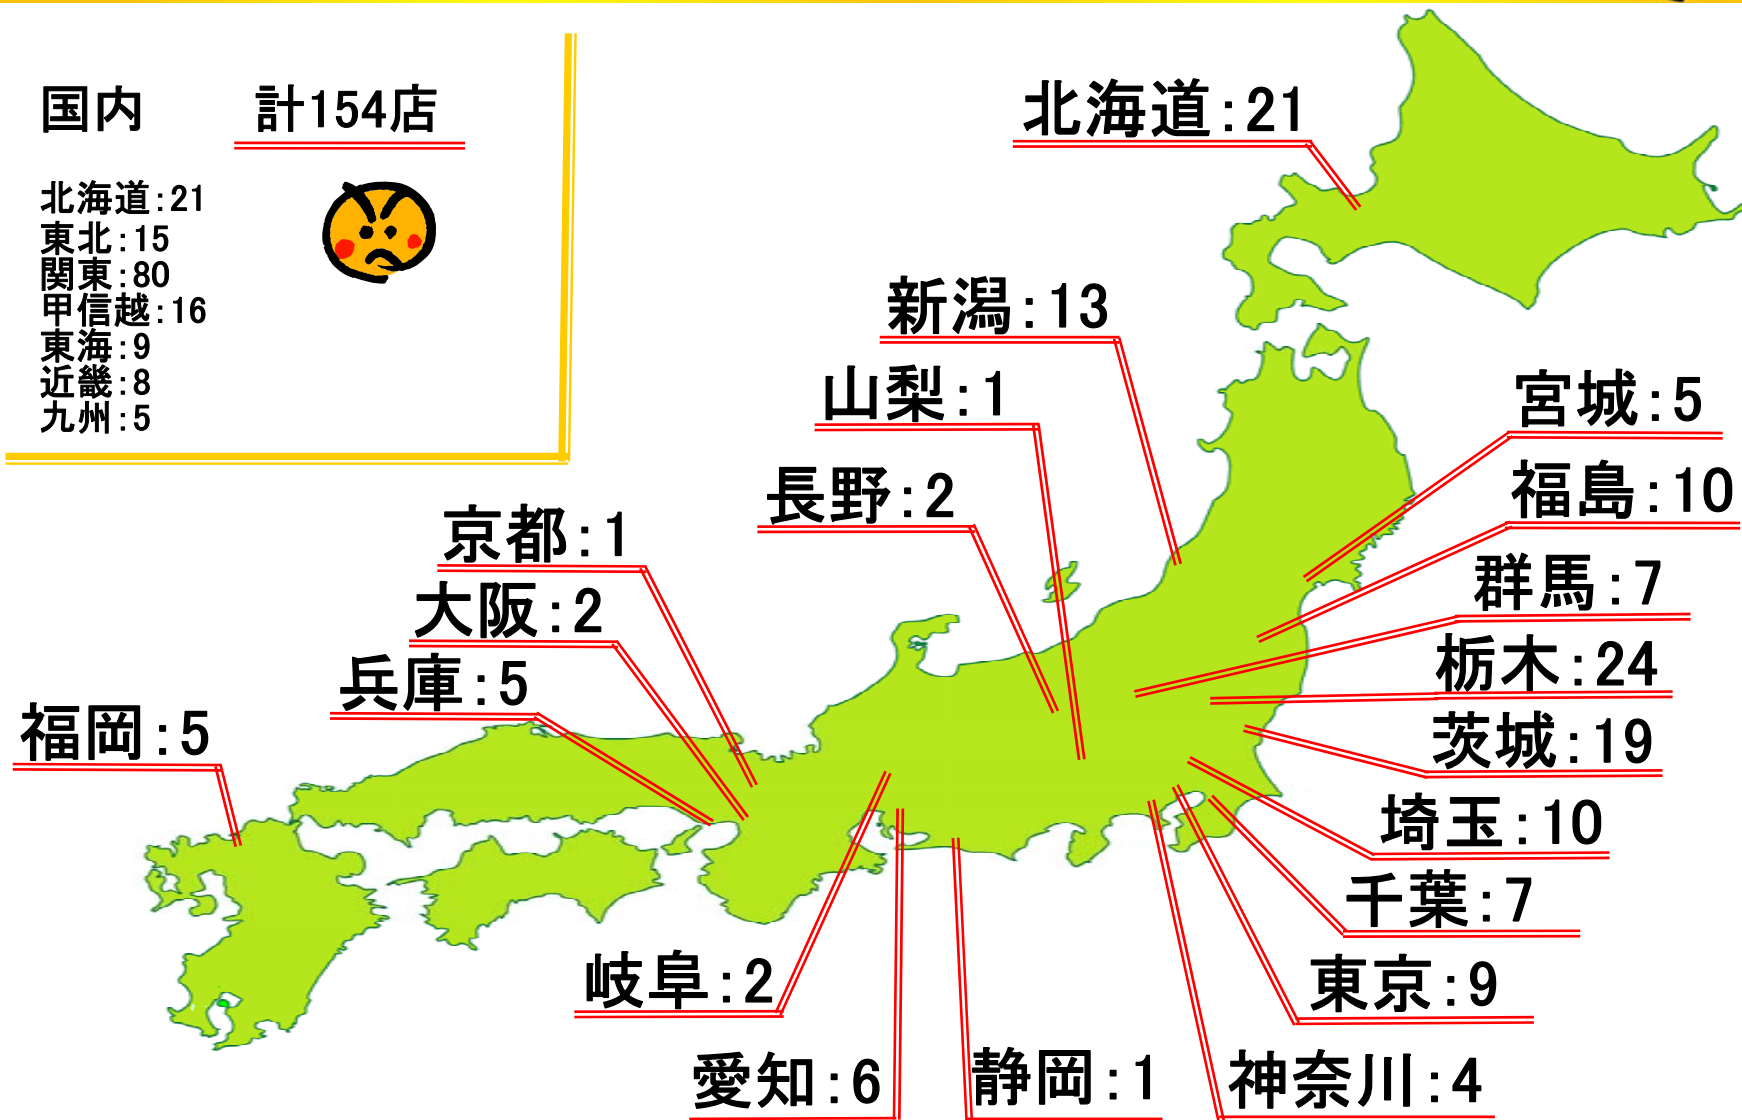 国内 計154店
北海道:21
東北:15
関東:80
甲信越:16
東海:9
近畿:8
九州:5
北海道:21
新潟:13
山梨:1
長野:2
京都:1
大阪:2
兵庫:5
福岡:5
宮城:5
福島:10
群馬:7
栃木:24
茨城:19
埼玉:10
千葉:7
東京:9
神奈川:4
静岡:1
愛知:6
岐阜:2